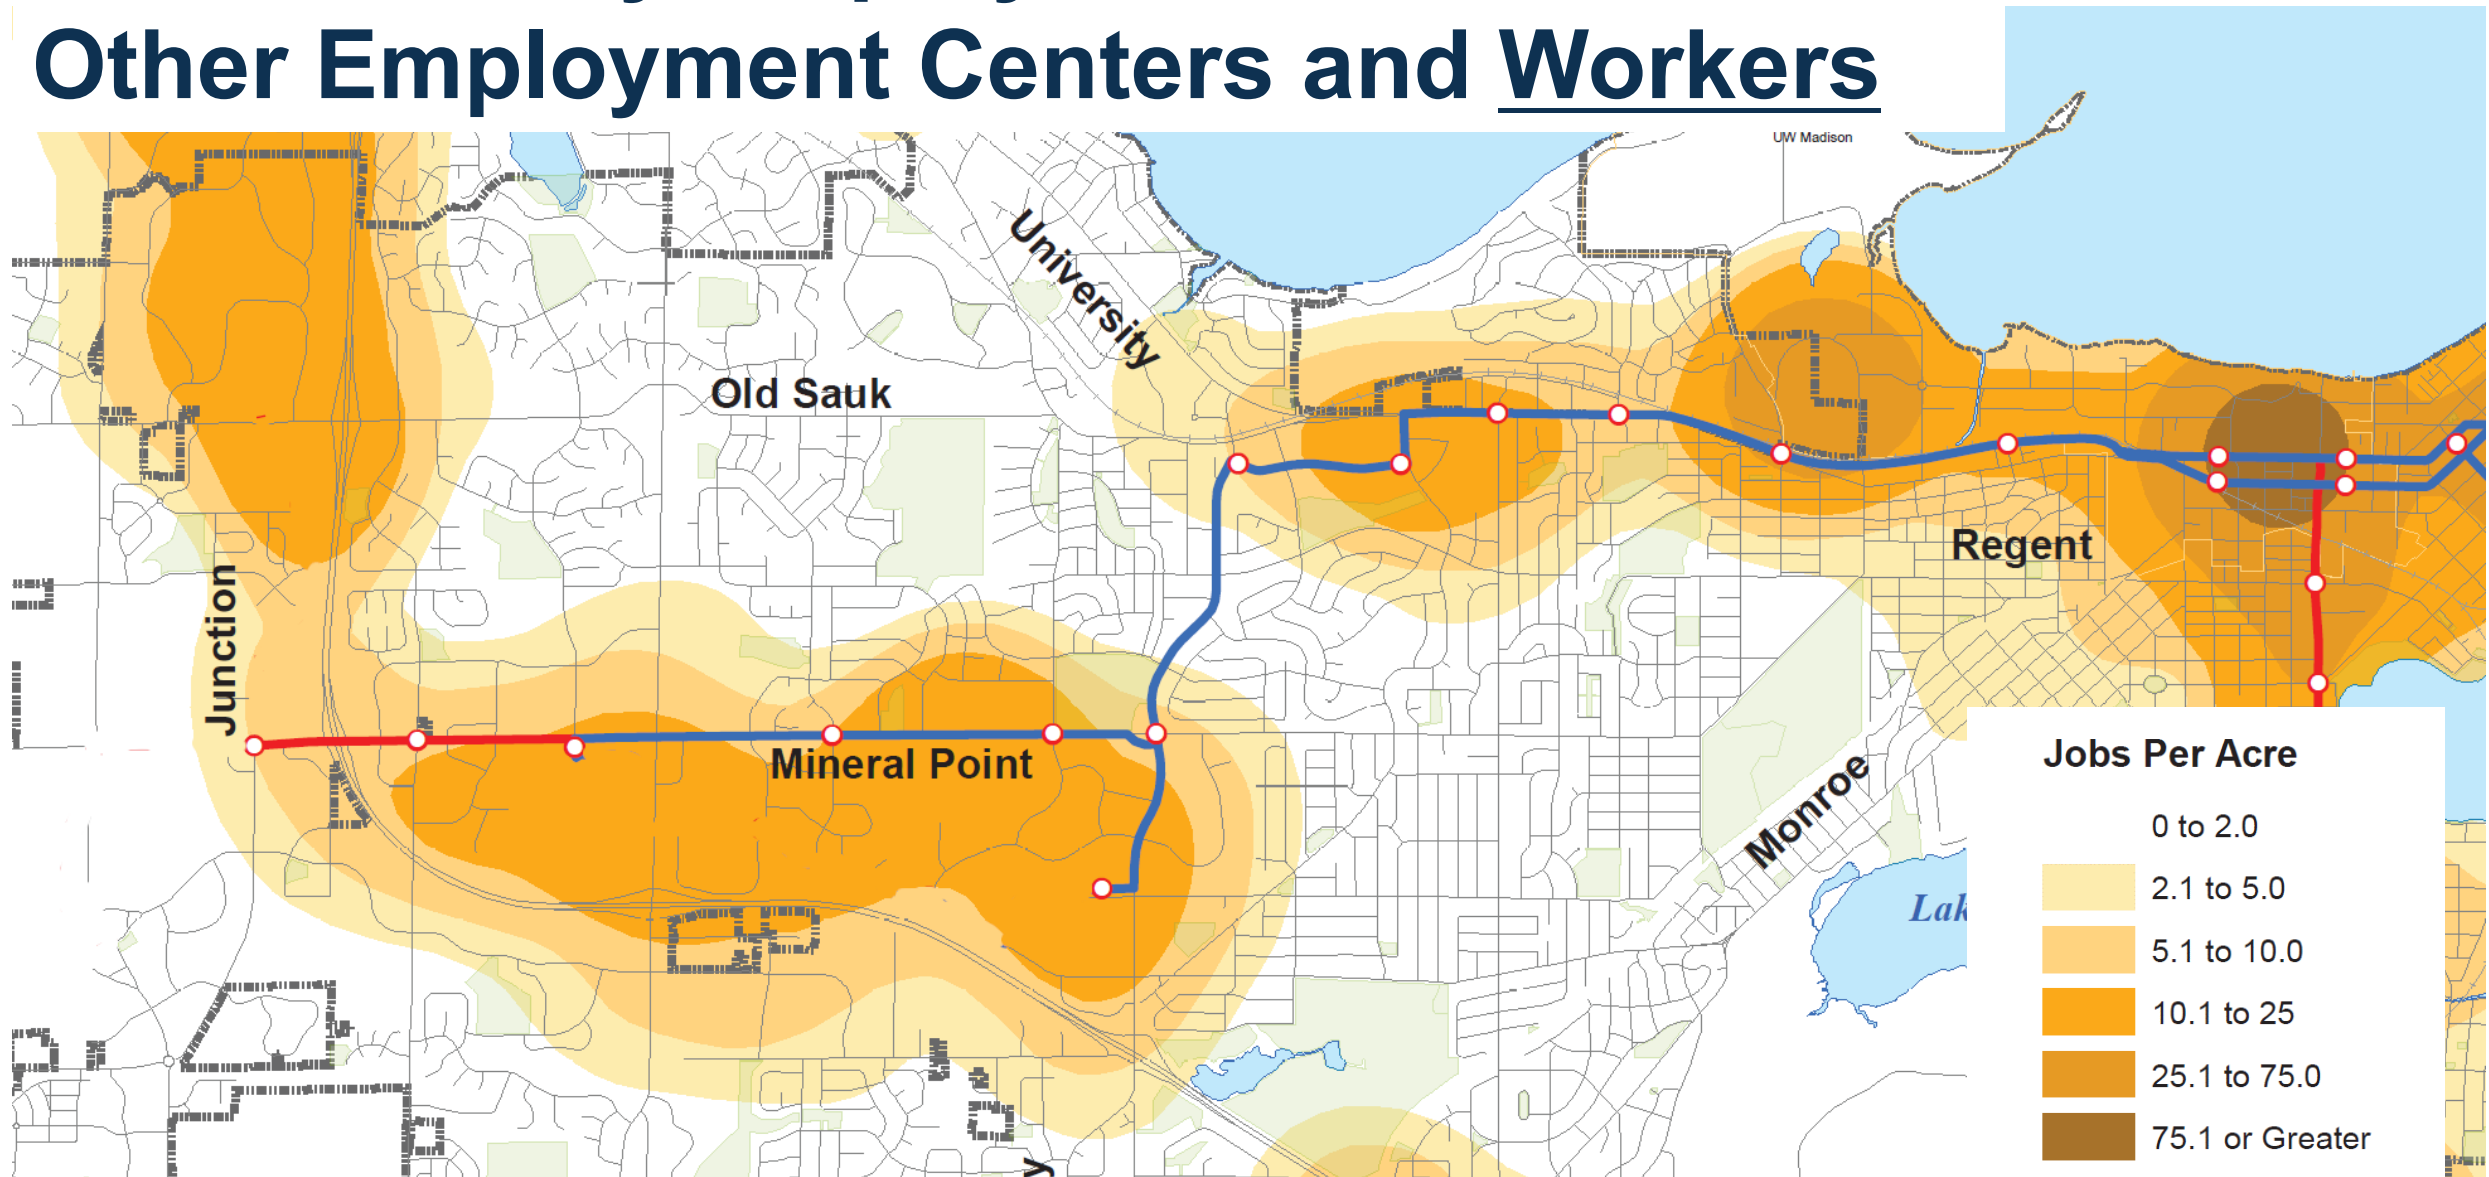 Other Employment Centers and Workers
UW Madison
University
Old Sauk
Regent
Junction
Mineral Point
Monroe
Jobs Per Acre
0 to 2.0
2.1 to 5.0
5.1 to 10.0
10.1 to 25
25.1 to 75.0
75.1 or Greater